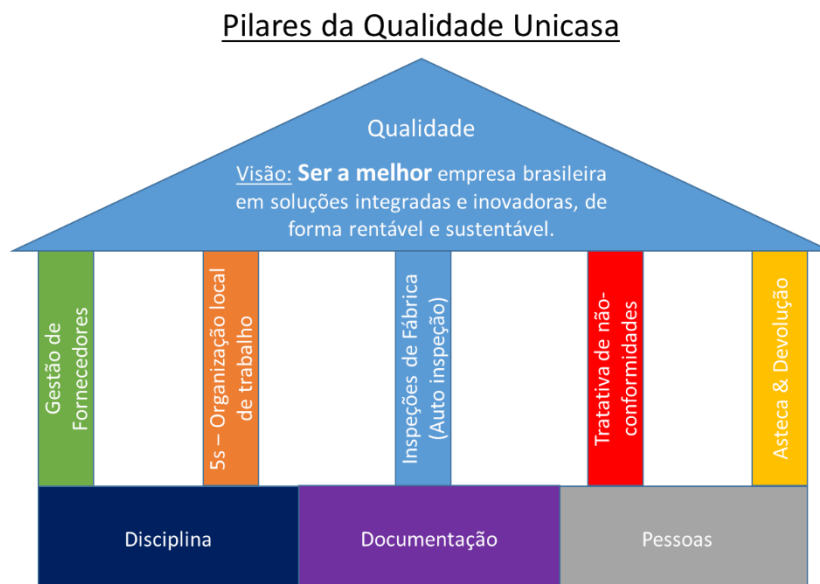 Pilares da Qualidade Unicasa
Qualidade
Visão: Ser a melhor empresa brasileira
em soluções integradas e inovadoras, de
forma rentável e sustentável.
Gestão de
Fornecedores
5s – Organização local
de trabalho
Inspeções de Fábrica
(Auto inspeção)
Tratativa de não-
conformidades
Asteca & Devolução
Disciplina
Documentação
Pessoas